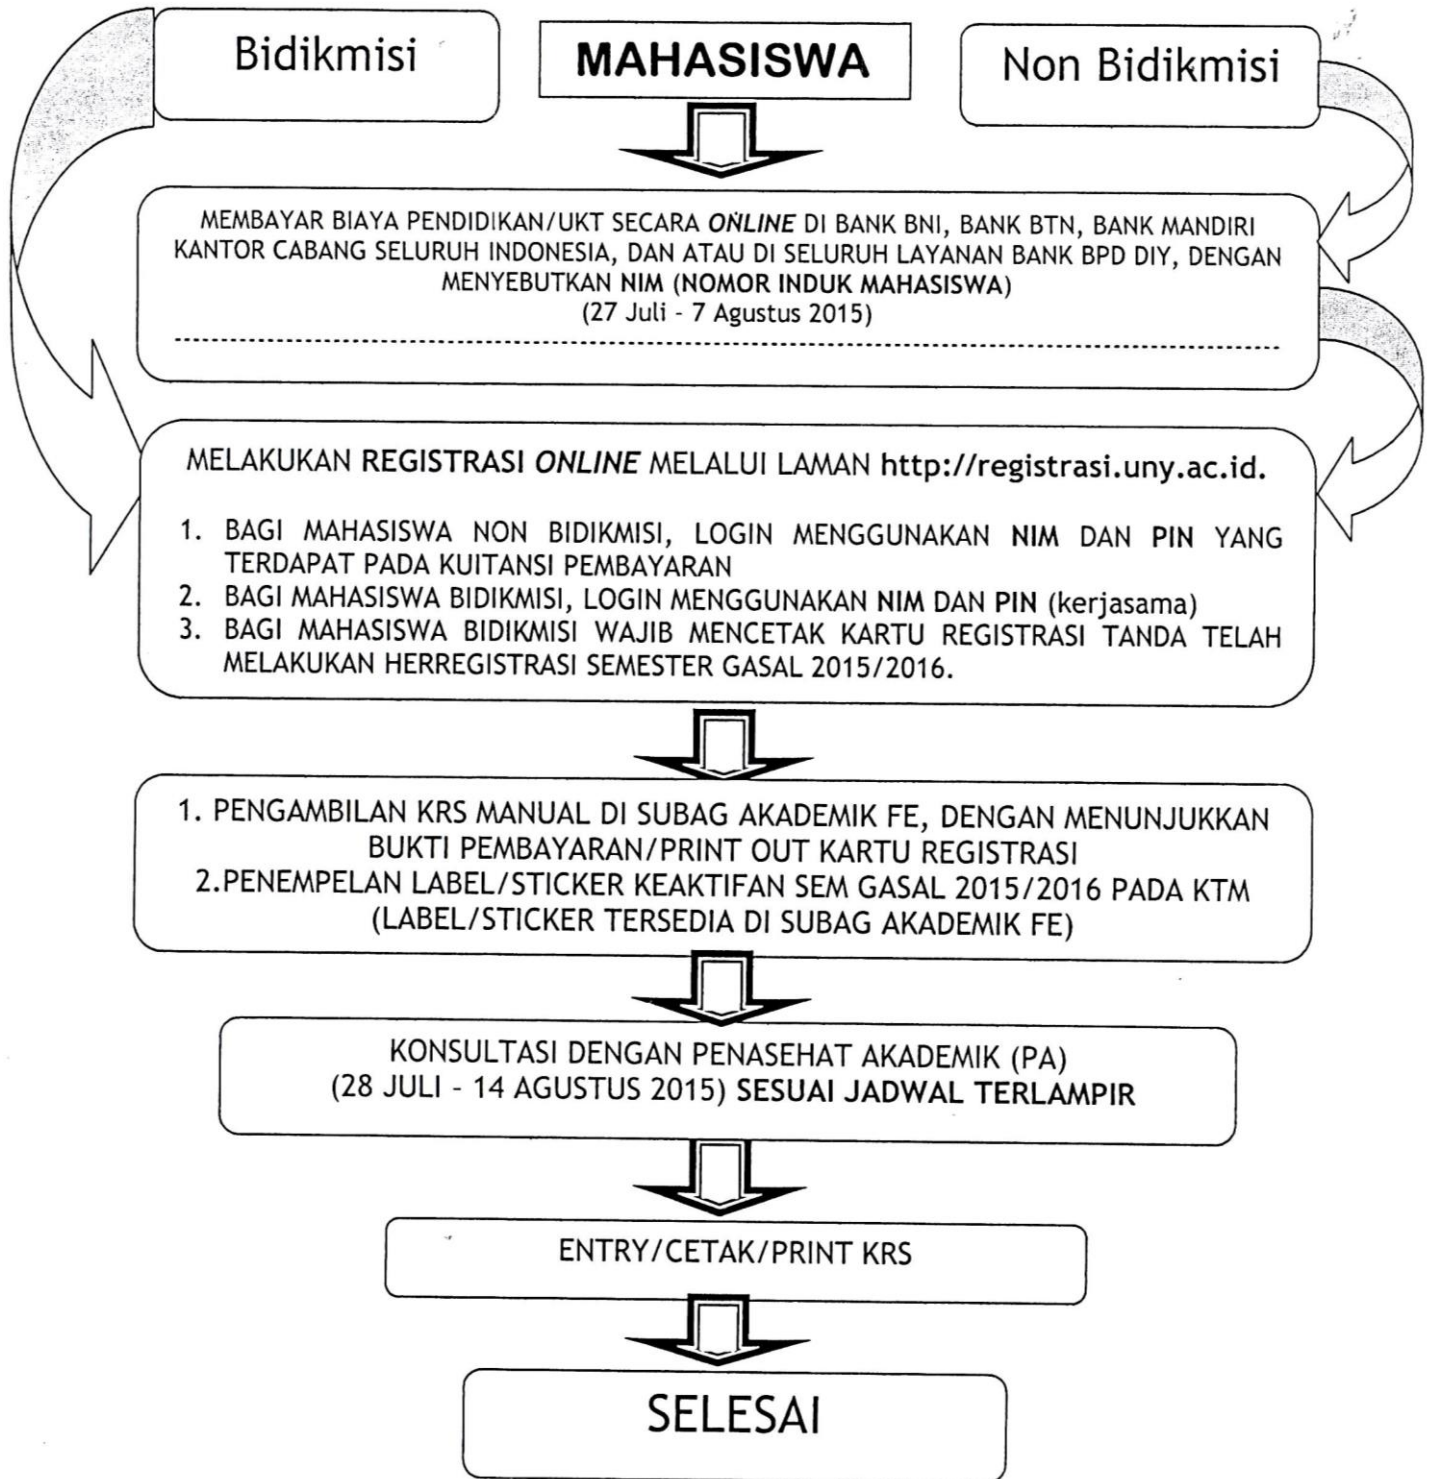 Bidikmisi
MAHASISWA
Non Bidikmisi
MEMBAYAR BIAYA PENDIDIKAN/UKT SECARA ONLINE DI BANK BNI, BANK BTN, BANK MANDIRI
KANTOR CABANG SELURUH INDONESIA, DAN ATAU DI SELURUH LAYANAN BANK BPD DIY, DENGAN
MENYEBUTKAN NIM (NOMOR INDUK MAHASISWA)
(27 Juli - 7 Agustus 2015)
MELAKUKAN REGISTRASI ONLINE MELALUI LAMAN http://registrasi.uny.ac.id.
1. BAGI MAHASISWA NON BIDIKMISI, LOGIN MENGGUNAKAN NIM DAN PIN YANG
TERDAPAT PADA KUITANSI PEMBAYARAN
2. BAGI MAHASISWA BIDIKMISI, LOGIN MENGGUNAKAN NIM DAN PIN (kerjasama)
3. BAGI MAHASISWA BIDIKMISI WAJIB MENCETAK KARTU REGISTRASI TANDA TELAH
MELAKUKAN HERREGISTRASI SEMESTER GASAL 2015/2016.
1. PENGAMBILAN KRS MANUAL DI SUBAG AKADEMIK FE, DENGAN MENUNJUKKAN
BUKTI PEMBAYARAN/PRINT OUT KARTU REGISTRASI
2.PENEMPELAN LABEL/STICKER KEAKTIFAN SEM GASAL 2015/2016 PADA KTM
(LABEL/STICKER TERSEDIA DI SUBAG AKADEMIK FE)
KONSULTASI DENGAN PENASEHAT AKADEMIK (PA)
(28 JULI - 14 AGUSTUS 2015) SESUAI JADWAL TERLAMPIR
ENTRY/CETAK/PRINT KRS
SELESAI